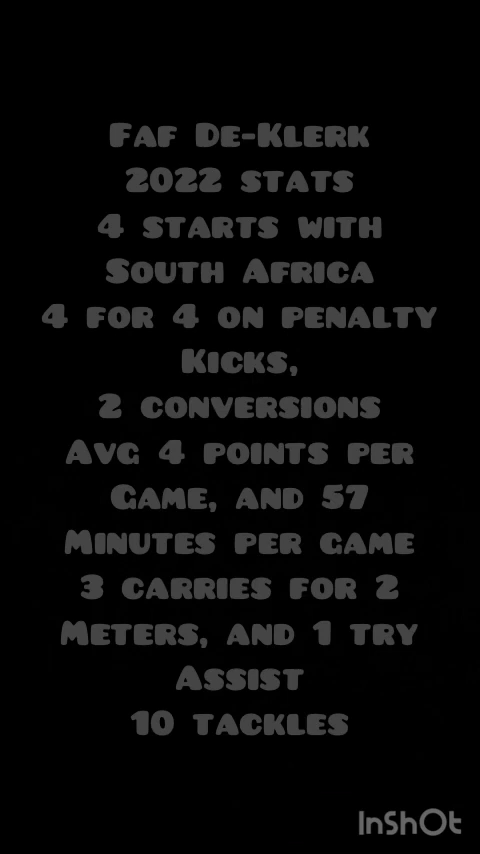 Faf De-Klerk
2022 stats
4 starts with
South Africa
4 for 4 on penalty
Kicks,
2 conversions
Avg 4 points per
Game, and 57
Minutes per game
3 carries for 2
Meters, and 1 try
Assist
10 tackles
InShOt